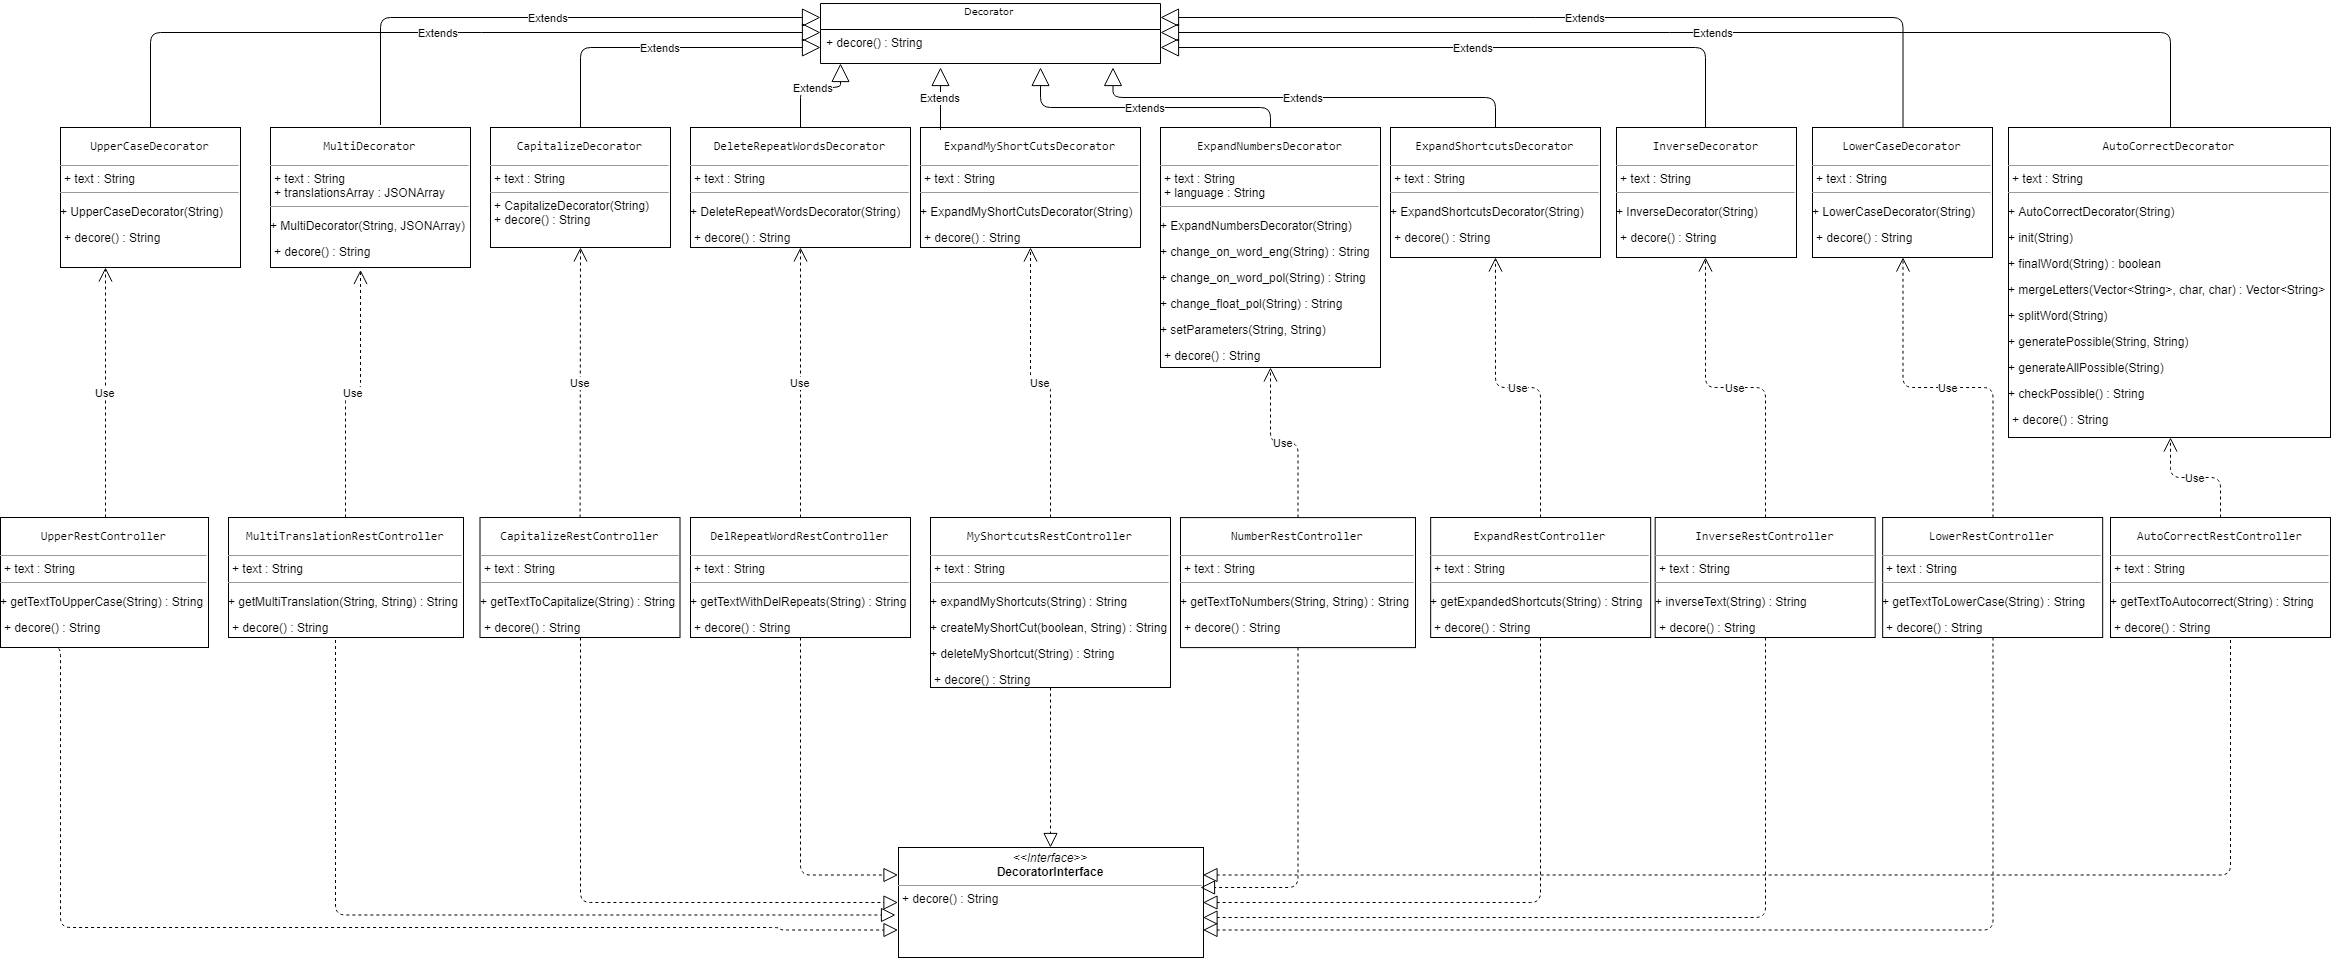 Decorator
+ decore() : String
Extends
Extends
Extends
Extends
Extends
Extends
Extends
Extends
Extends
Extends
UpperCaseDecorator
+ text : String
+ UpperCaseDecorator(String)
+ decore() : String
MultiDecorator
+ text : String
+ translationsArray : JSONArray
+ MultiDecorator(String, JSONArray)
+ decore() : String
CapitalizeDecorator
+ text : String
+ CapitalizeDecorator(String)
+ decore() : String
DeleteRepeatWordsDecorator
+ text : String
+ DeleteRepeatWordsDecorator(String)
+ decore() : String
ExpandMyShortCutsDecorator
+ text : String
+ ExpandMyShortCutsDecorator(String)
+ decore() : String
ExpandNumbersDecorator
+ text : String
+ language : String
+ ExpandNumbersDecorator(String)
+ change_on_word_eng(String) : String
+ change_on_word_pol(String) : String
+ change_float_pol(String) : String
+ setParameters(String, String)
+ decore() : String
ExpandShortcutsDecorator
+ text : String
+ ExpandShortcutsDecorator(String)
+ decore() : String
InverseDecorator
+ text : String
+ InverseDecorator(String)
+ decore() : String
LowerCaseDecorator
+ text : String
+ LowerCaseDecorator(String)
+ decore() : String
AutoCorrectDecorator
+ text : String
+ AutoCorrectDecorator(String)
+ init(String)
+ finalWord(String) : boolean
+ mergeLetters(Vector<String>, char, char) : Vector<String>
+ splitWord(String)
+ generatePossible(String, String)
+ generateAllPossible(String)
+ checkPossible() : String
+ decore() : String
Use
Use
Use
Use
Use
Use
Use
Use
Use
Use
UpperRestController
+ text : String
+ getTextToUpperCase(String) : String
+ decore() : String
MultiTranslationRestController
+ text : String
+ getMultiTranslation(String, String) : String
+ decore() : String
CapitalizeRestController
+ text : String
+ getTextToCapitalize(String) : String
+ decore() : String
DelRepeatWordRestController
+ text : String
+ getTextWithDelRepeats(String) : String
+ decore() : String
MyShortcutsRestController
+ text : String
+ expandMyShortcuts(String) : String
+ createMyShortCut(boolean, String) : String
+ deleteMyShortcut(String) : String
+ decore() : String
NumberRestController
+ text : String
+ getTextToNumbers(String, String) : String
+ decore() : String
ExpandRestController
+ text : String
+ getExpandedShortcuts(String) : String
+ decore() : String
InverseRestController
+ text : String
+ inverseText(String) : String
+ decore() : String
LowerRestController
+ text : String
+ getTextToLowerCase(String) : String
+ decore() : String
AutoCorrectRestController
+ text : String
+ getTextToAutocorrect(String) : String
+ decore() : String
<<Interface>>
DecoratorInterface
+ decore() : String